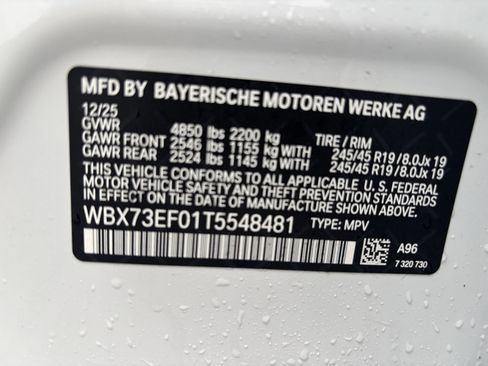 MFD BY BAYERISCHE MOTOREN WERKE AG
12/25
GVWR 4850 lbs 2200 kg TIRE / RIM
GAWR FRONT 2546 lbs 1155 kg WITH 245/45 R19/8.0Jx 19
GAWR REAR 2524 lbs 1145 kg WITH 245/45 R19/8.0Jx 19
THIS VEHICLE CONFORMS TO ALL APPLICABLE U.S. FEDERAL
MOTOR VEHICLE SAFETY AND THEFT PREVENTION STANDARDS
IN EFFECT ON THE DATE OF MANUFACTURE SHOWN ABOVE.
WBX73EF01T5548481 TYPE: MPV
A96
7 320 730